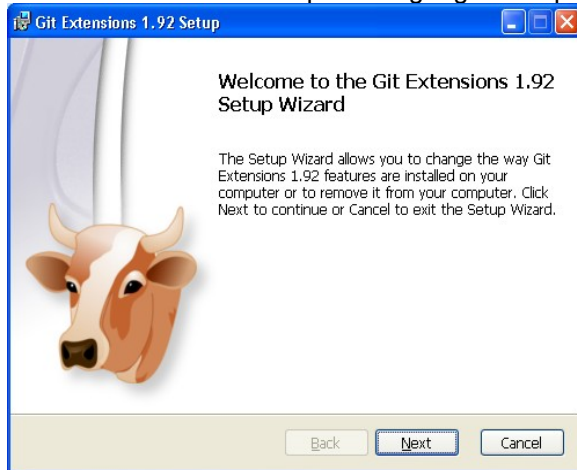 Git Extensions 1.92 Setup
Welcome to the Git Extensions 1.92
Setup Wizard
The Setup Wizard allows you to change the way Git
Extensions 1.92 features are installed on your
computer or to remove it from your computer. Click
Next to continue or Cancel to exit the Setup Wizard.
Back Next Cancel